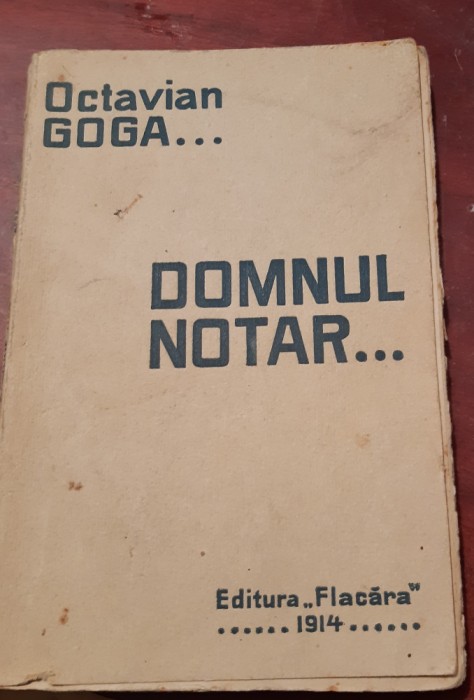 Octavian
GOGA...
DOMNUL
NOTAR...
Editura „Flacăra"
...... 1914 ......